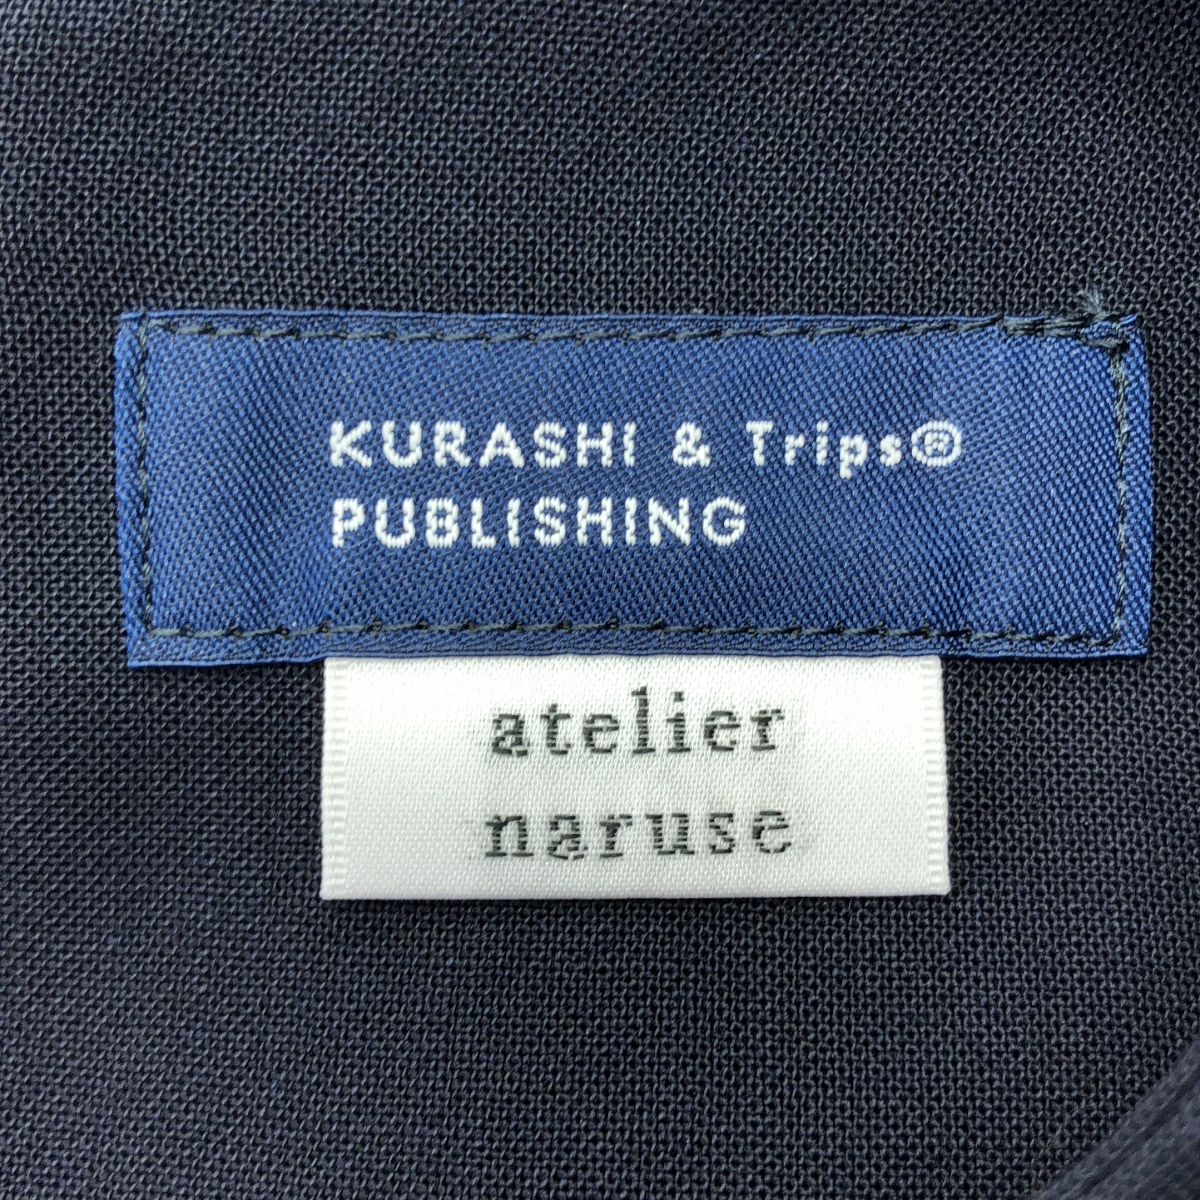 KURASHI & Trips®
PUBLISHING
atelier
naruse